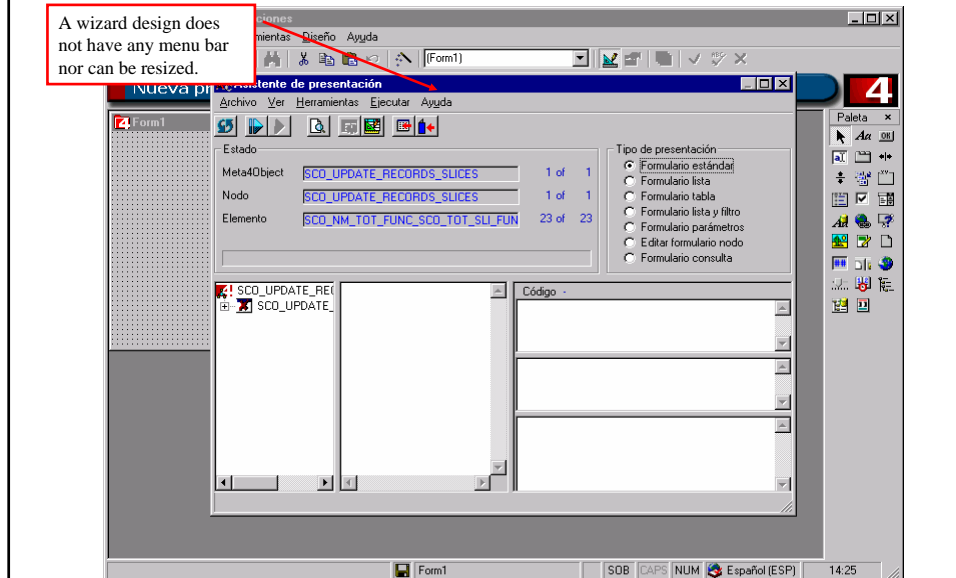 A wizard design does
not have any menu bar
nor can be resized.
ciones
mientas Diseño Ayuda
(Form1)
Nueva pr
4
Form1
Asistente de presentación
Archivo Ver Herramientas Ejecutar Ayuda
Estado
Meta4Object SCO_UPDATE_RECORDS_SLICES 1 of 1
Nodo SCO_UPDATE_RECORDS_SLICES 1 of 1
Elemento SCO_NM_TOT_FUNC_SCO_TOT_SLI_FUN 23 of 23
Tipo de presentación
Formulario estándar
Formulario lista
Formulario tabla
Formulario lista y filtro
Formulario parámetros
Editar formulario nodo
Formulario consulta
SCO_UPDATE_REC
SCO_UPDATE_
Código -
Paleta
Form1 SOB CAPS NUM Español (ESP) 14:25